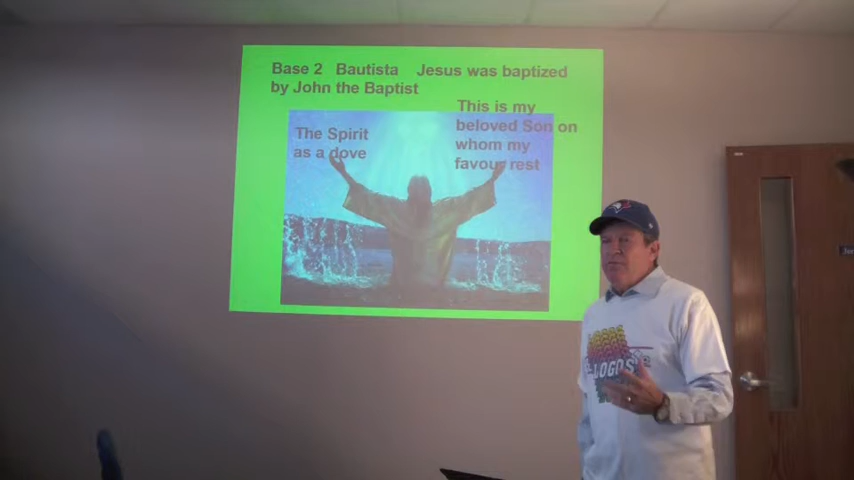 Base 2 Bautista Jesus was baptized
by John the Baptist
This is my
beloved Son on
whom my
favour rest
The Spirit
as a dove
LOGOS